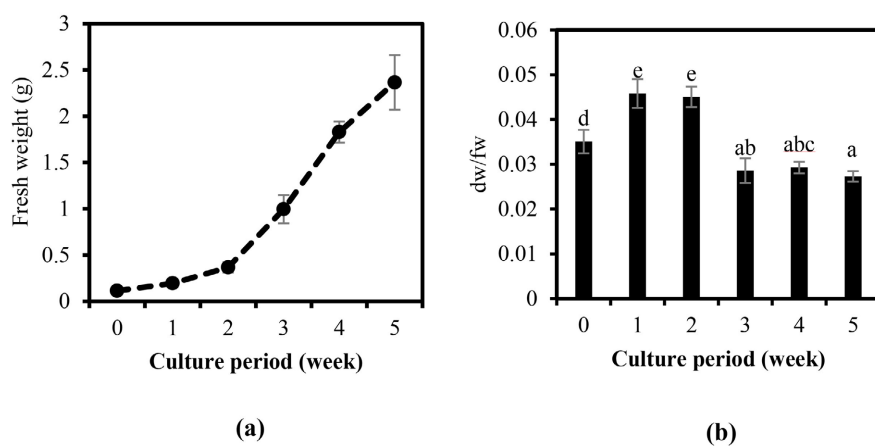 3
2.5
2
1.5
1
0.5
0
Fresh weight (g)
0 1 2 3 4 5
Culture period (week)
(a)
0.06
0.05
0.04
0.03
0.02
0.01
0
dw/fw
d e e ab abc a
0 1 2 3 4 5
Culture period (week)
(b)